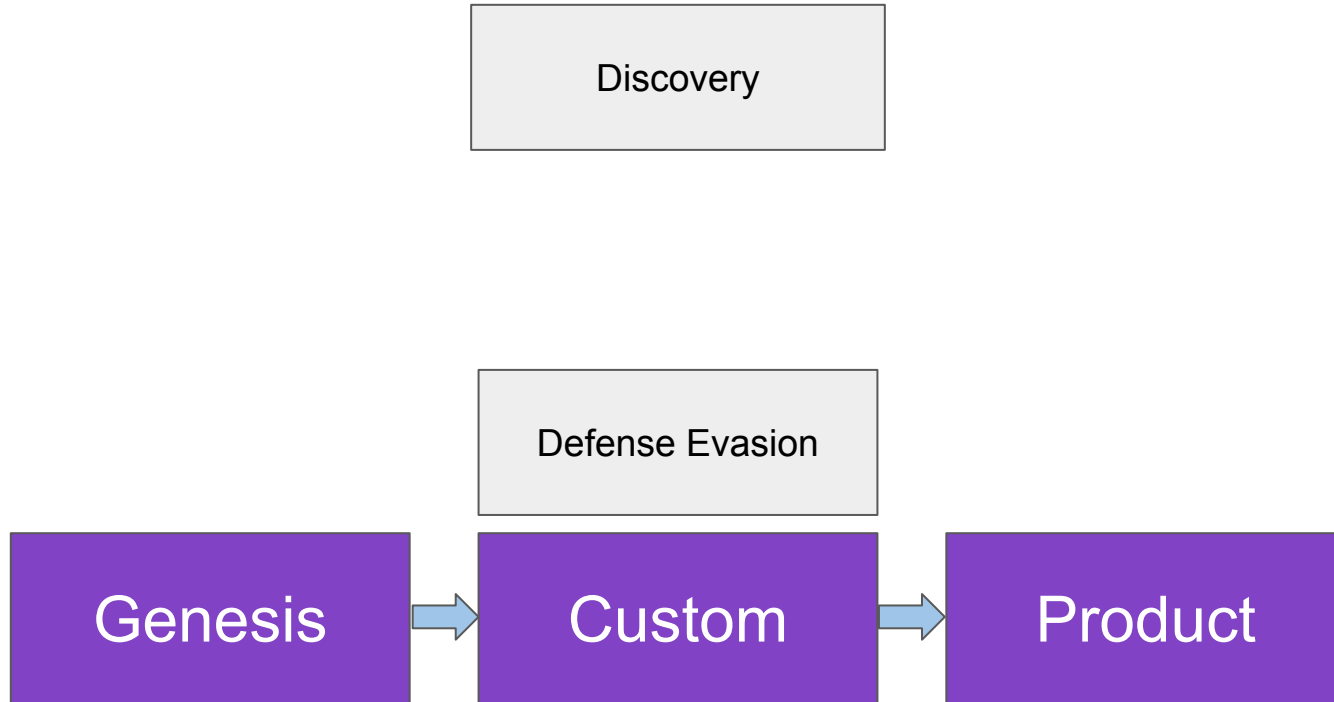 Discovery
Defense Evasion
Genesis
Custom
Product